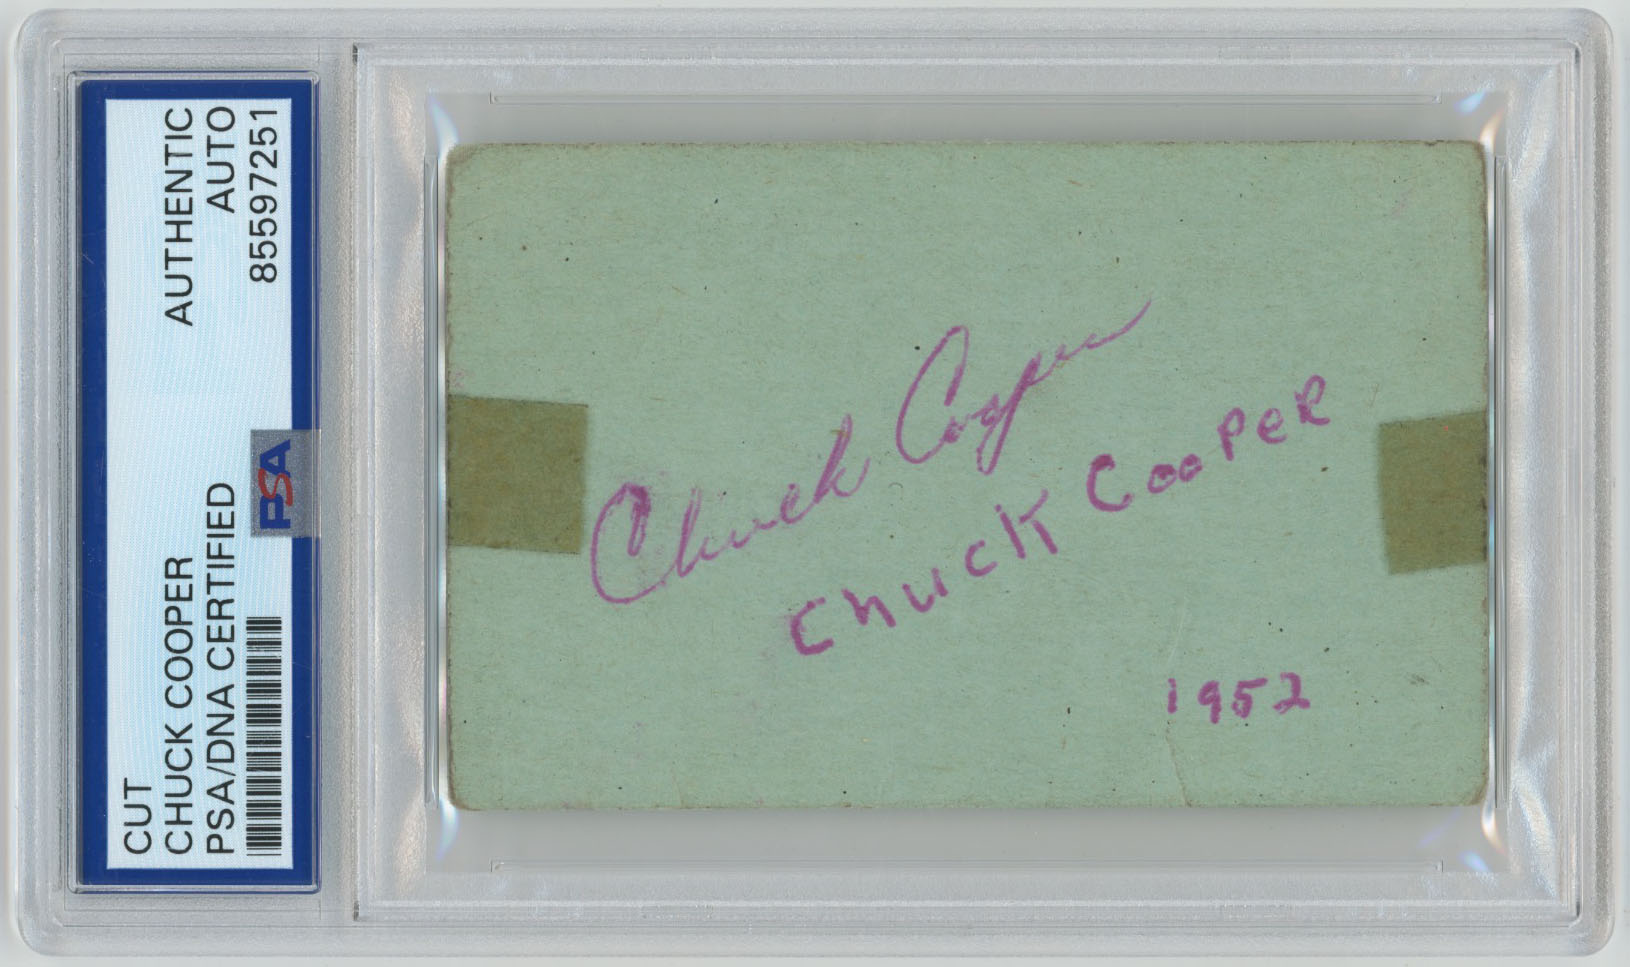 CUT
CHUCK COOPER
PSA/DNA CERTIFIED
AUTHENTIC
AUTO
85597251
PSA
Chuck Cooper
Chuck Cooper
1952